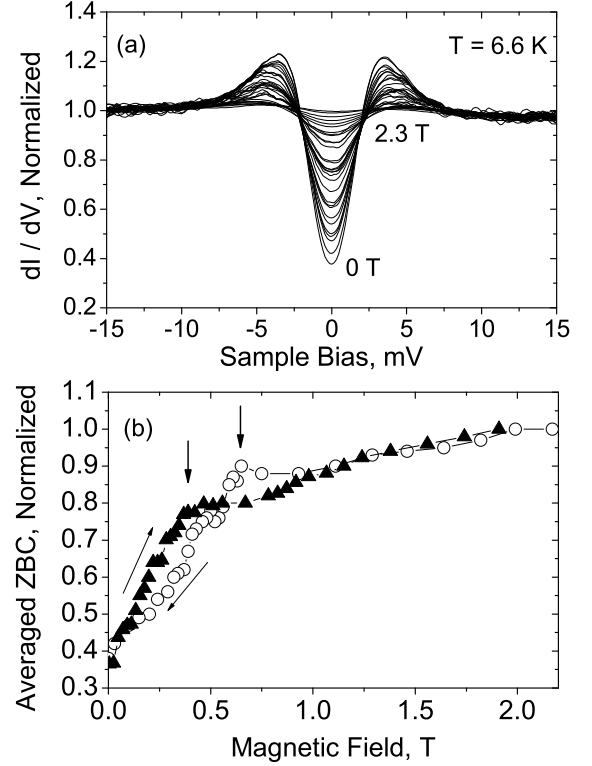 (a)
T = 6.6 K
2.3 T
0 T
dI / dV, Normalized
1.4
1.2
1.0
0.8
0.6
0.4
0.2
-15 -10 -5 0 5 10 15
Sample Bias, mV
(b)
Averaged ZBC, Normalized
1.1
1.0
0.9
0.8
0.7
0.6
0.5
0.4
0.3
0.0 0.5 1.0 1.5 2.0
Magnetic Field, T